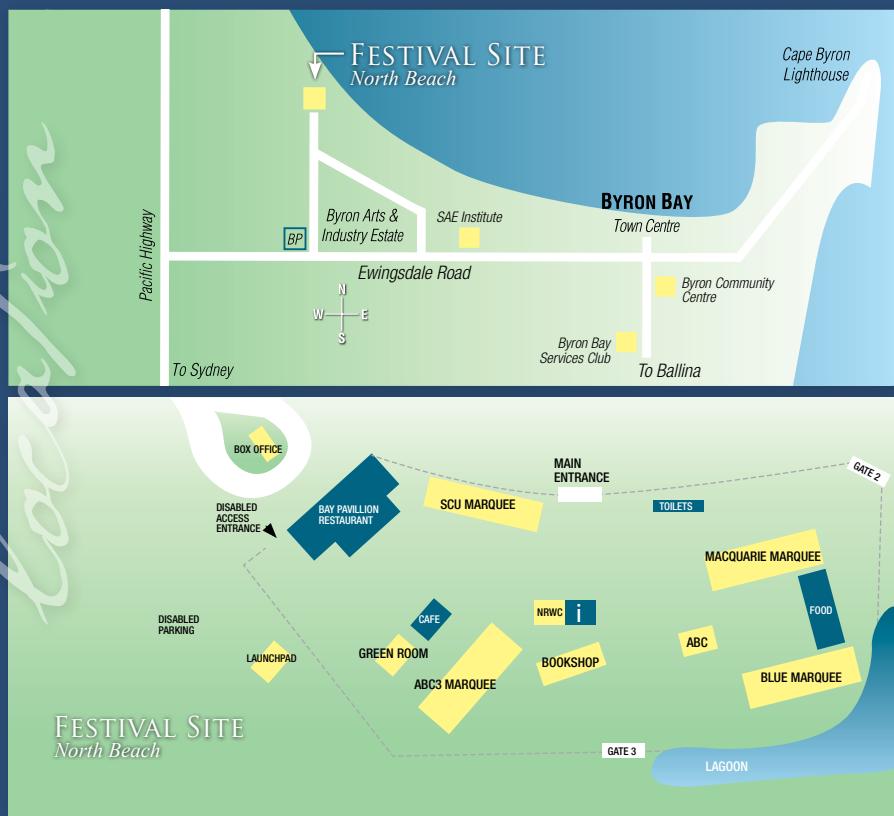 FESTIVAL SITE
North Beach
Cape Byron
Lighthouse
Pacific Highway
BP
Byron Arts &
Industry Estate
SAE Institute
BYRON BAY
Town Centre
Ewingsdale Road
N
W
E
S
Byron Community
Centre
Byron Bay
Services Club
To Sydney
To Ballina
location
BOX OFFICE
MAIN
ENTRANCE
GATE 2
DISABLED
ACCESS
ENTRANCE
BAY PAVILLION
RESTAURANT
SCU MARQUEE
TOILETS
MACQUARIE MARQUEE
DISABLED
PARKING
CAFE
NRWC
i
FOOD
LAUNCHPAD
GREEN ROOM
ABC3 MARQUEE
BOOKSHOP
ABC
BLUE MARQUEE
FESTIVAL SITE
North Beach
GATE 3
LAGOON